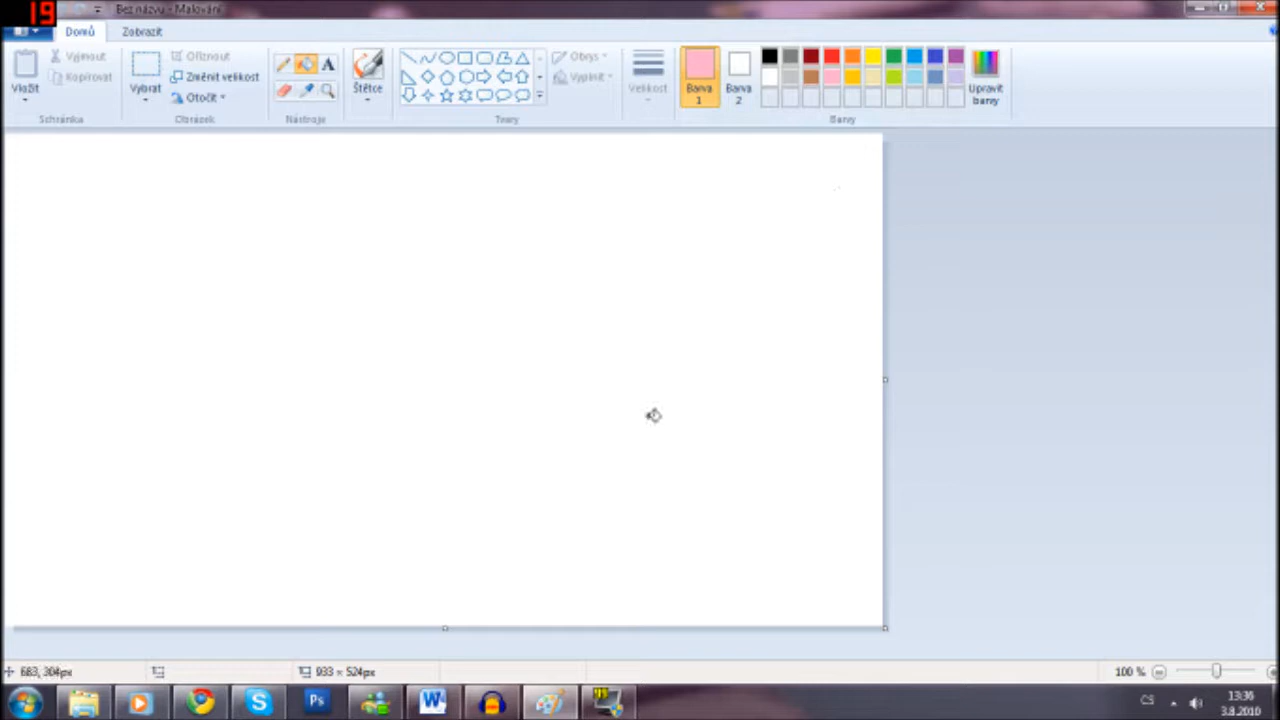 19
Bez názvu - Malování
Domů
Zobrazit
Vložit
Vyjmout
Kopírovat
Schránka
Vybrat
Oříznout
Změnit velikost
Otočit
Obrázek
A
Nástroje
Štětce
Tvary
Obrys
Vyplnit
Velikost
Barva
1
Barva
2
Upravit
barvy
Barvy
683, 304px
933 × 524px
100 %
Ps
W
CS
13:36
3.8.2010